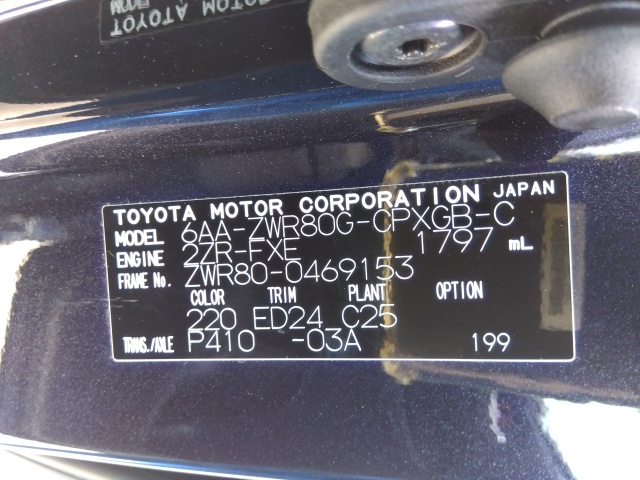 TOYOTA MOTOR CORPORATION JAPAN
MODEL 6AA-ZWR80G-CPXGB-C
ENGINE 2ZR-FXE 1797 mL
FRAME No. ZWR80-0469153
COLOR TRIM PLANT OPTION
220 ED24 C25
TRANS./AXLE P410 -03A 199